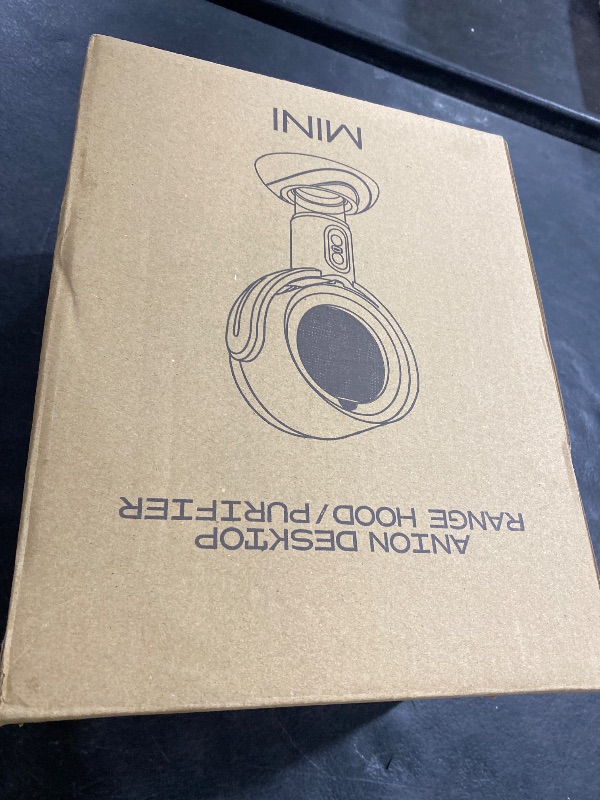 ANION DESKTOP
RANGE HOOD/PURIFIER
MINI